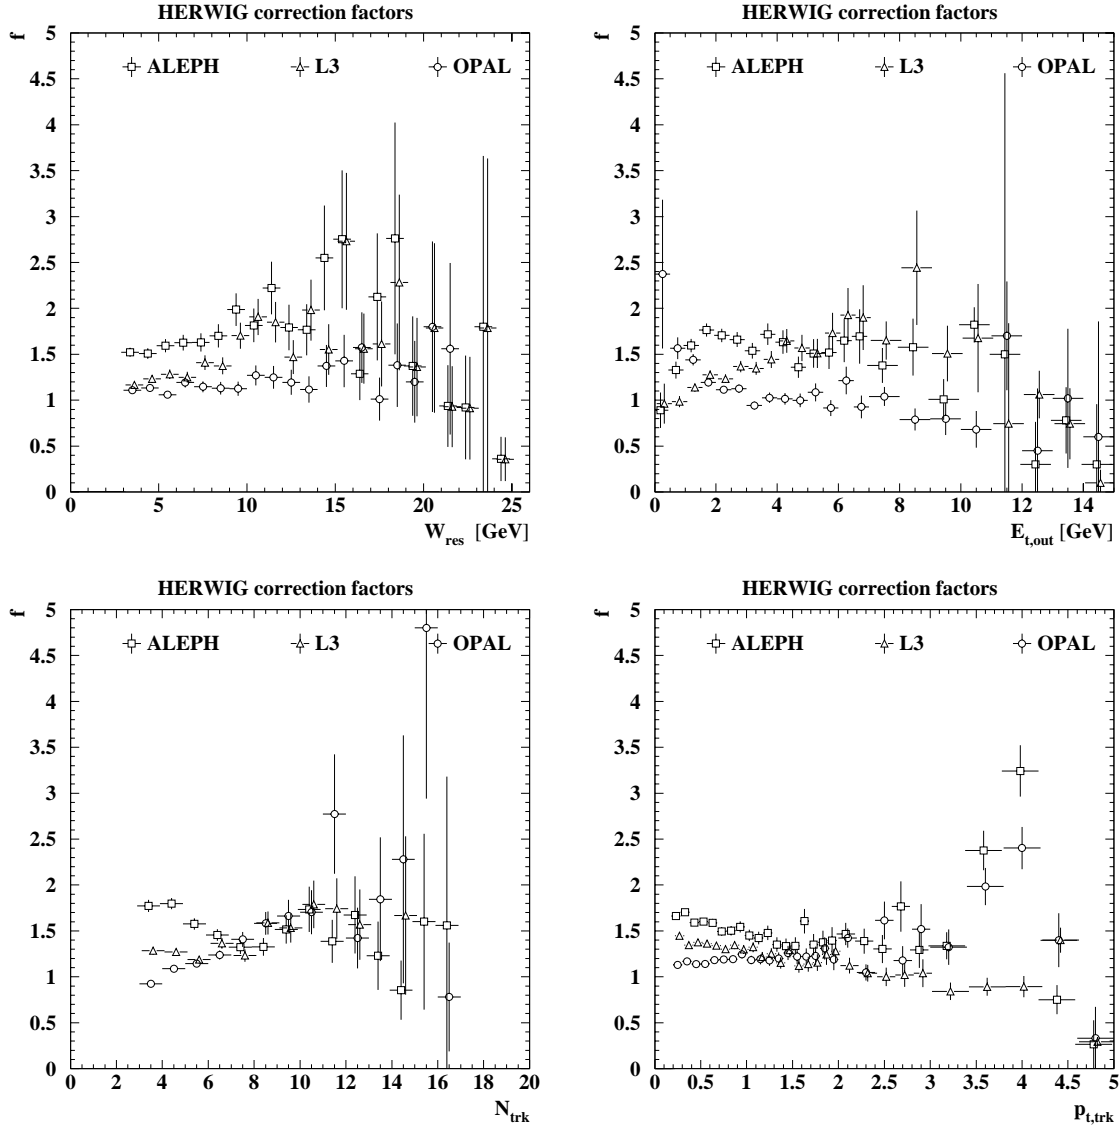 HERWIG correction factors
f
ALEPH L3 OPAL
5
4.5
4
3.5
3
2.5
2
1.5
1
0.5
0
0 5 10 15 20 25
W_res [GeV]
HERWIG correction factors
f
ALEPH L3 OPAL
5
4.5
4
3.5
3
2.5
2
1.5
1
0.5
0
0 2 4 6 8 10 12 14
E_t,out [GeV]
HERWIG correction factors
f
ALEPH L3 OPAL
5
4.5
4
3.5
3
2.5
2
1.5
1
0.5
0
0 2 4 6 8 10 12 14 16 18 20
N_trk
HERWIG correction factors
f
ALEPH L3 OPAL
5
4.5
4
3.5
3
2.5
2
1.5
1
0.5
0
0 0.5 1 1.5 2 2.5 3 3.5 4 4.5 5
p_t,trk